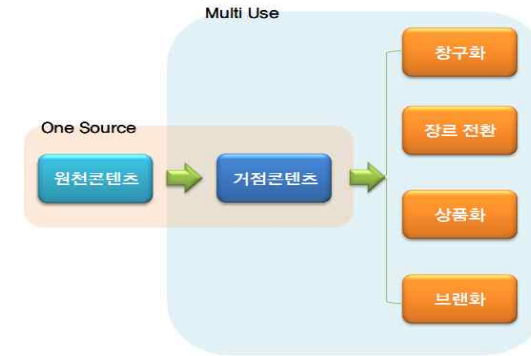 Multi Use
One Source
원천콘텐츠
거점콘텐츠
창구화
장르 전환
상품화
브랜화